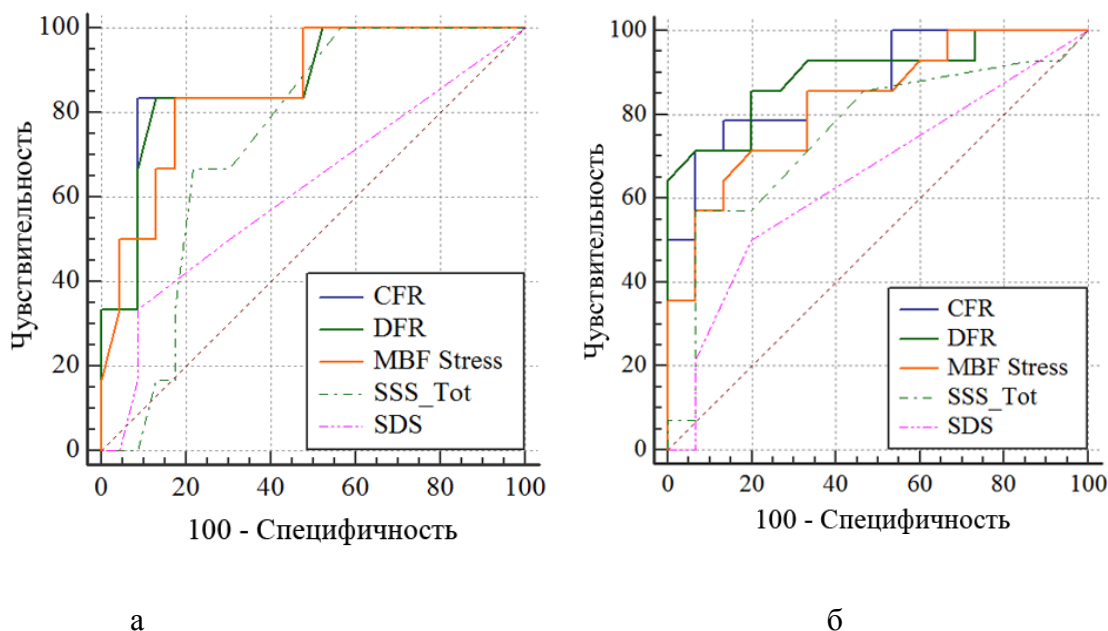 100
80
60
40
20
0
Чувствительность
CFR
DFR
MBF Stress
SSS_Tot
SDS
0 20 40 60 80 100
100 - Специфичность
а
100
80
60
40
20
0
Чувствительность
CFR
DFR
MBF Stress
SSS_Tot
SDS
0 20 40 60 80 100
100 - Специфичность
б